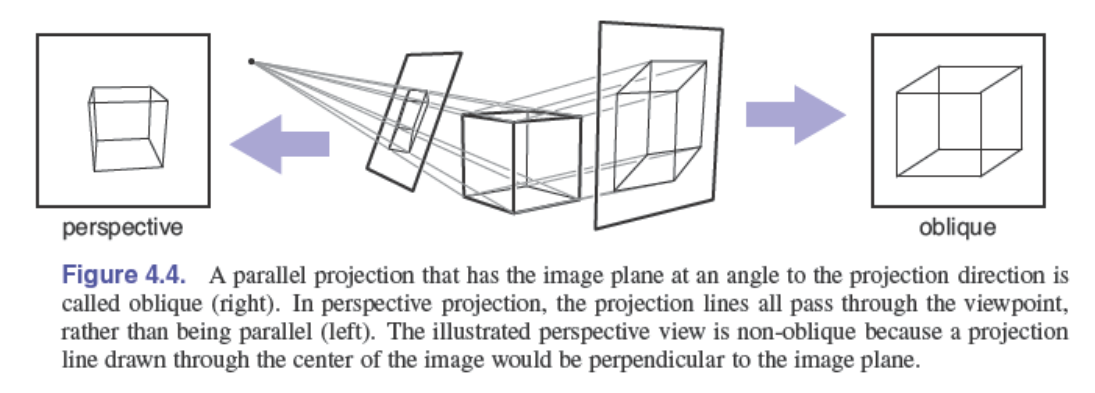 perspective
oblique
Figure 4.4. A parallel projection that has the image plane at an angle to the projection direction is
called oblique (right). In perspective projection, the projection lines all pass through the viewpoint,
rather than being parallel (left). The illustrated perspective view is non-oblique because a projection
line drawn through the center of the image would be perpendicular to the image plane.